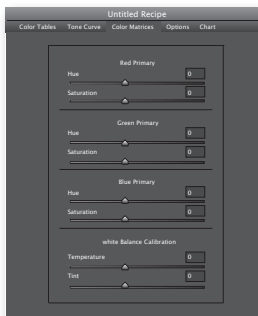 Untitled Recipe
Color Tables Tone Curve Color Matrices Options Chart
Red Primary
Hue 0
Saturation 0
Green Primary
Hue 0
Saturation 0
Blue Primary
Hue 0
Saturation 0
white Balance Calibration
Temperature 0
Tint 0